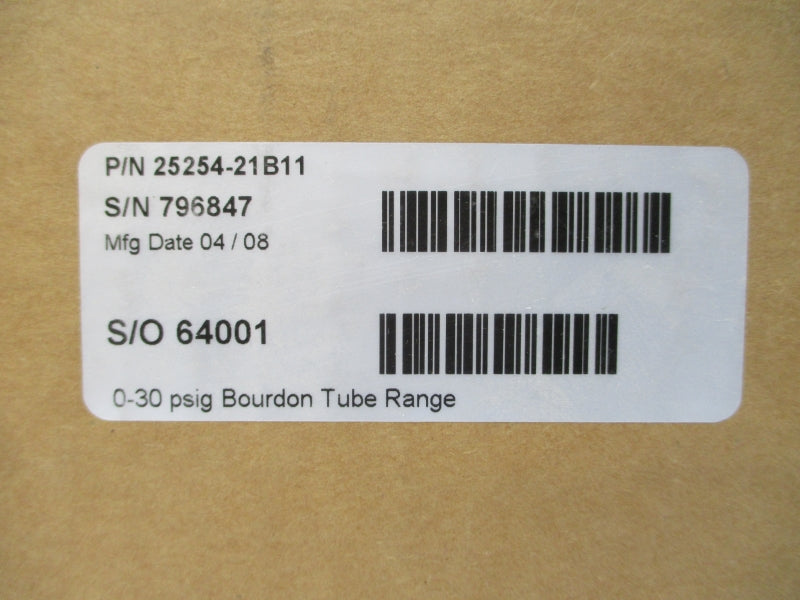 P/N 25254-21B11
S/N 796847
Mfg Date 04 / 08
S/O 64001
0-30 psig Bourdon Tube Range